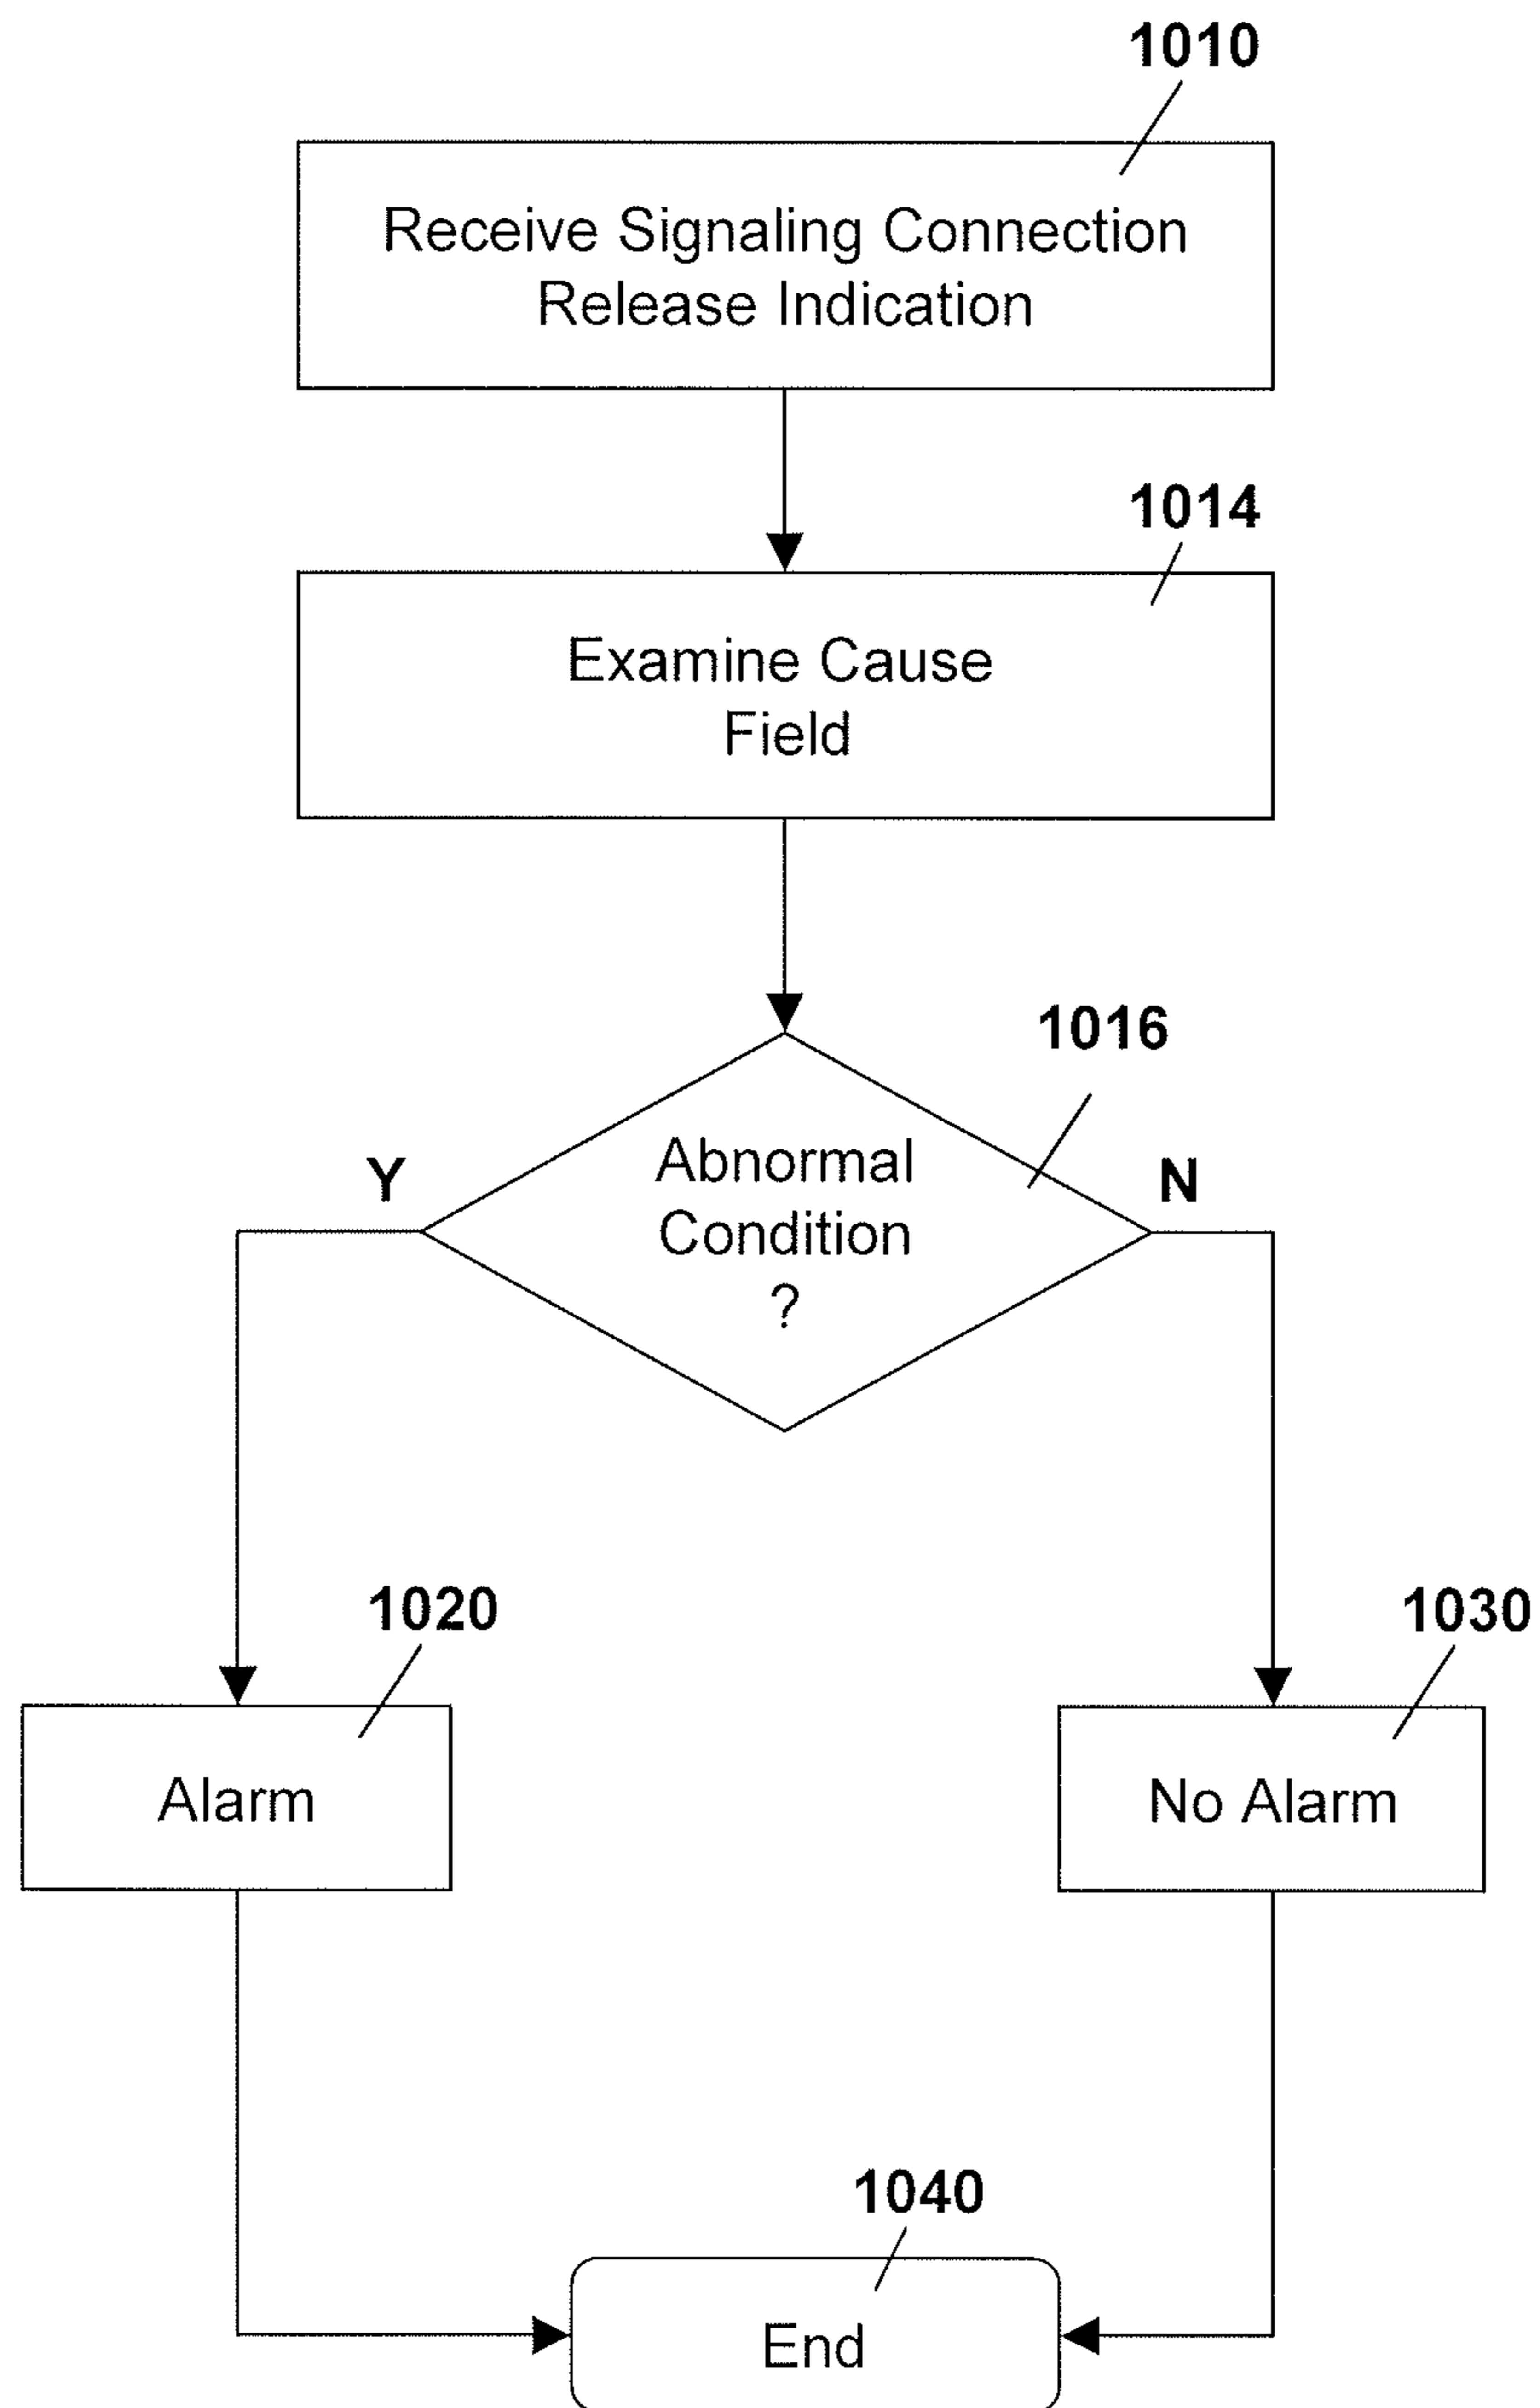 1010
Receive Signaling Connection
Release Indication
1014
Examine Cause
Field
1016
Y
Abnormal
Condition
?
N
1020
Alarm
1030
No Alarm
1040
End